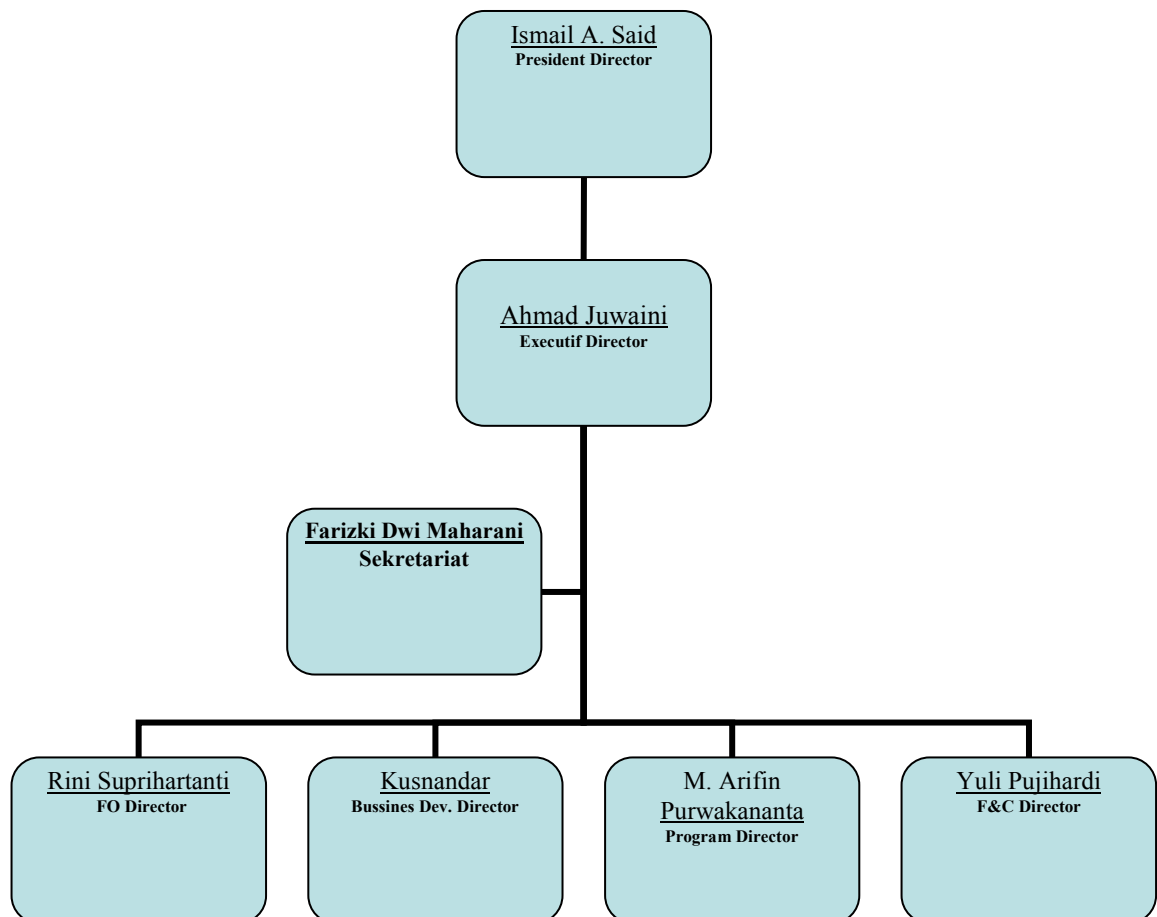 Ismail A. Said
President Director
Ahmad Juwaini
Executif Director
Farizki Dwi Maharani
Sekretariat
Rini Suprihartanti
FO Director
Kusnandar
Bussines Dev. Director
M. Arifin
Purwakananta
Program Director
Yuli Pujihardi
F&C Director